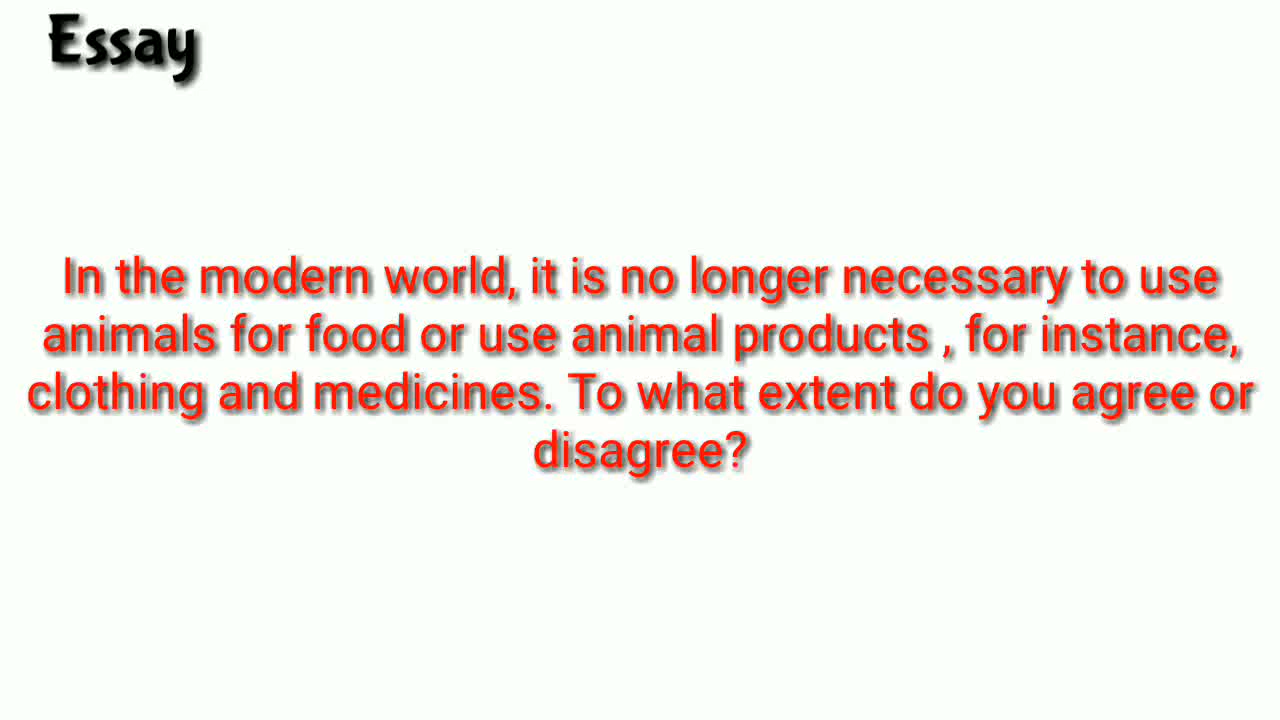 Essay
In the modern world, it is no longer necessary to use
animals for food or use animal products , for instance,
clothing and medicines. To what extent do you agree or
disagree?